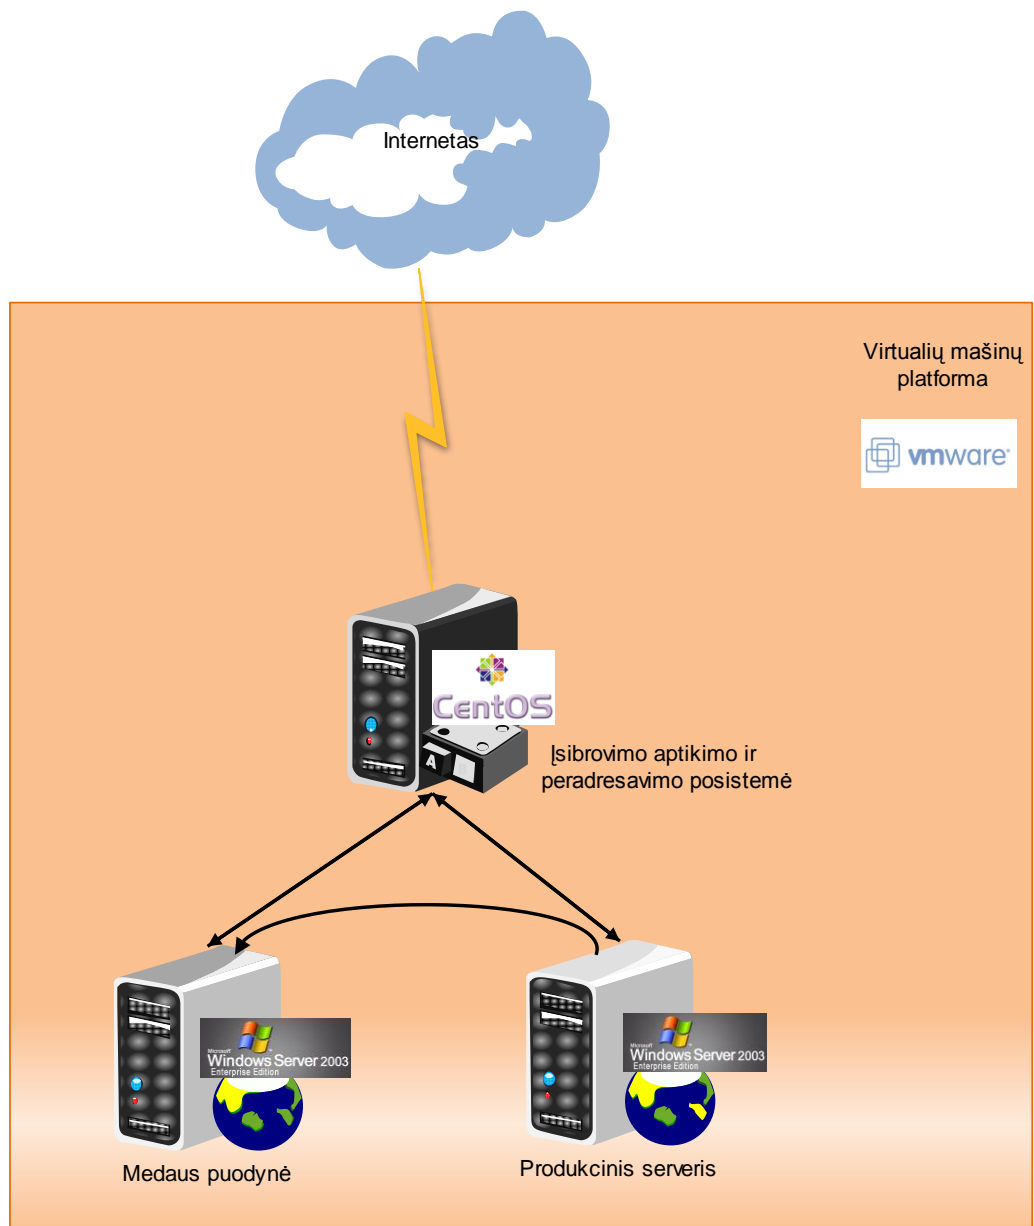 Internetas
Virtualių mašinų
platforma
vmware
CentOS
A
Įsibrovimo aptikimo ir
peradresavimo posistemė
Microsoft
Windows Server 2003
Enterprise Edition
Microsoft
Windows Server 2003
Enterprise Edition
Medaus puodynė
Produkcinis serveris